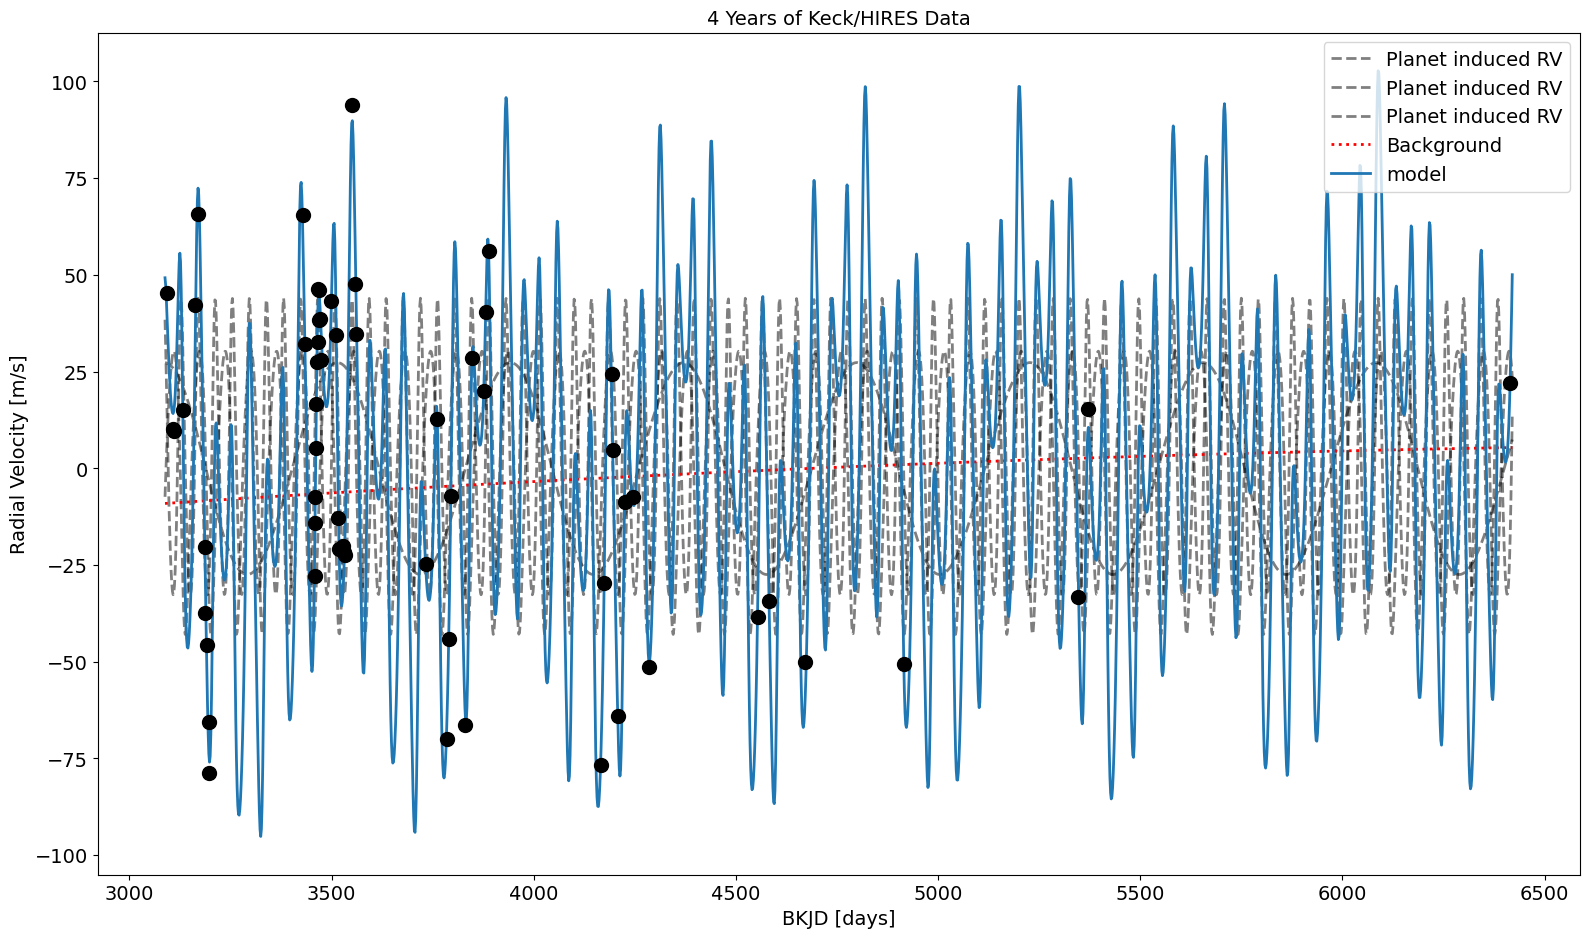 4 Years of Keck/HIRES Data
Planet induced RV
Planet induced RV
Planet induced RV
Background
model
Radial Velocity [m/s]
100
75
50
25
0
−25
−50
−75
−100
3000 3500 4000 4500 5000 5500 6000 6500
BKJD [days]